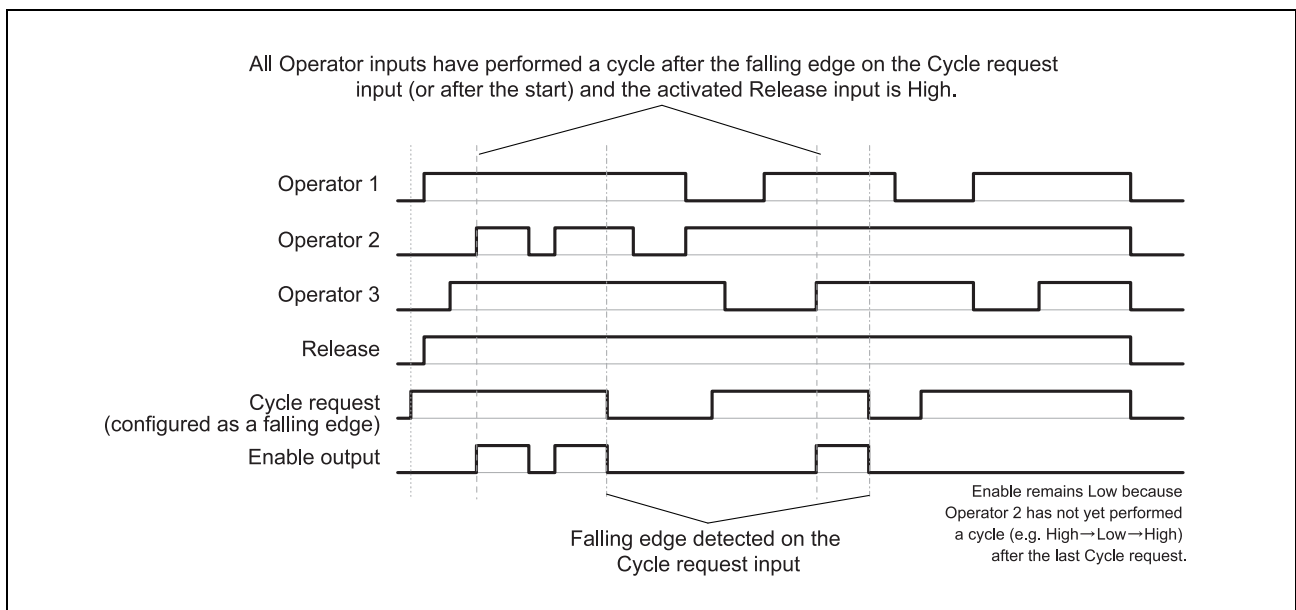 All Operator inputs have performed a cycle after the falling edge on the Cycle request
input (or after the start) and the activated Release input is High.
Operator 1
Operator 2
Operator 3
Release
Cycle request
(configured as a falling edge)
Enable output
Enable remains Low because
Operator 2 has not yet performed
a cycle (e.g. High→Low→High)
after the last Cycle request.
Falling edge detected on the
Cycle request input